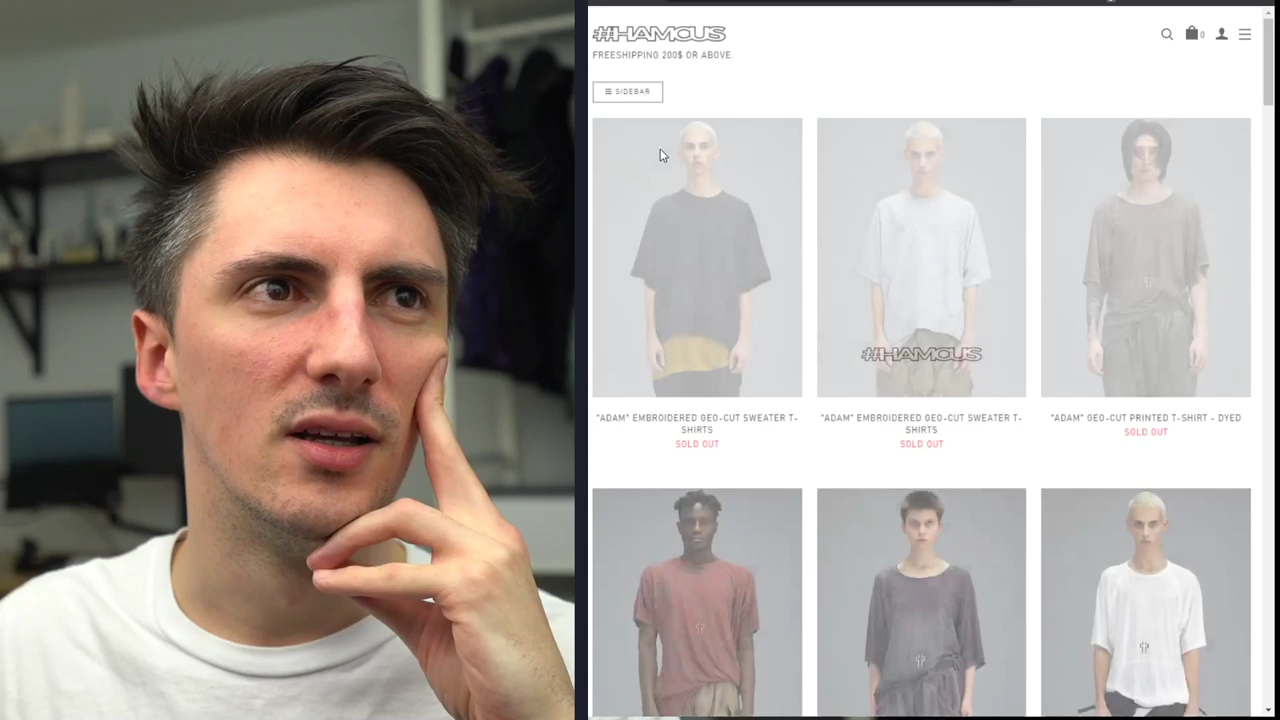 #HAMCUS
FREESHIPPING 200$ OR ABOVE.
0
☰ SIDEBAR
#HAMCUS
"ADAM" EMBROIDERED GEO-CUT SWEATER T-
SHIRTS
SOLD OUT
"ADAM" EMBROIDERED GEO-CUT SWEATER T-
SHIRTS
SOLD OUT
"ADAM" GEO-CUT PRINTED T-SHIRT - DYED
SOLD OUT